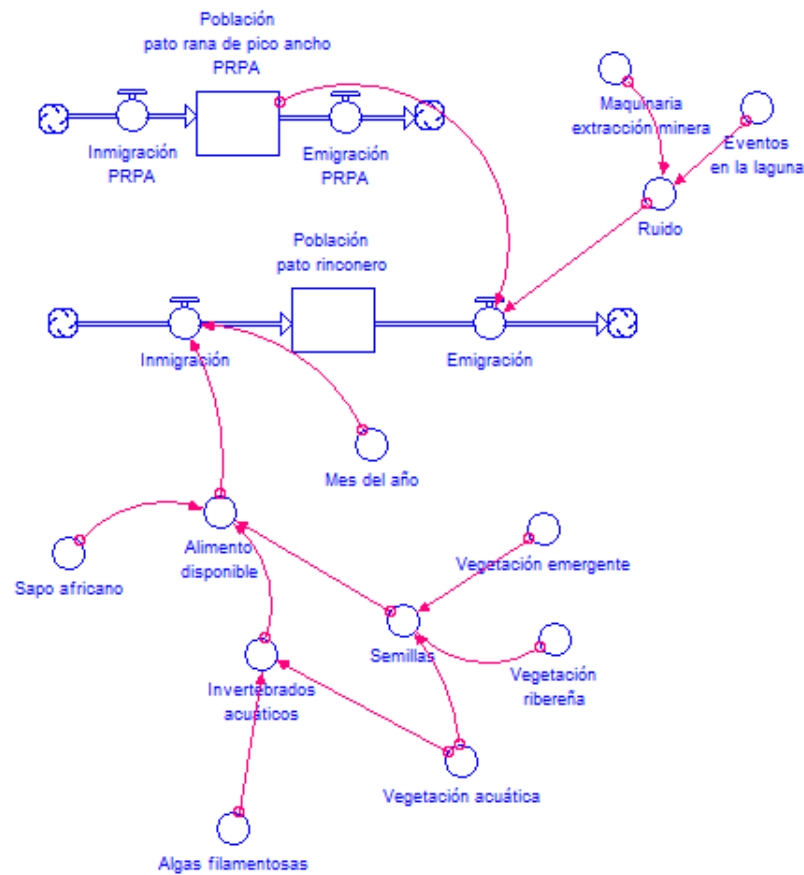 Población
pato rana de pico ancho
PRPA
Maquinaria
extracción minera
Eventos
en la laguna
Inmigración
PRPA
Emigración
PRPA
Ruido
Población
pato rinconero
Inmigración
Emigración
Mes del año
Alimento
disponible
Vegetación emergente
Sapo africano
Semillas
Vegetación
ribereña
Invertebrados
acuáticos
Vegetación acuática
Algas filamentosas